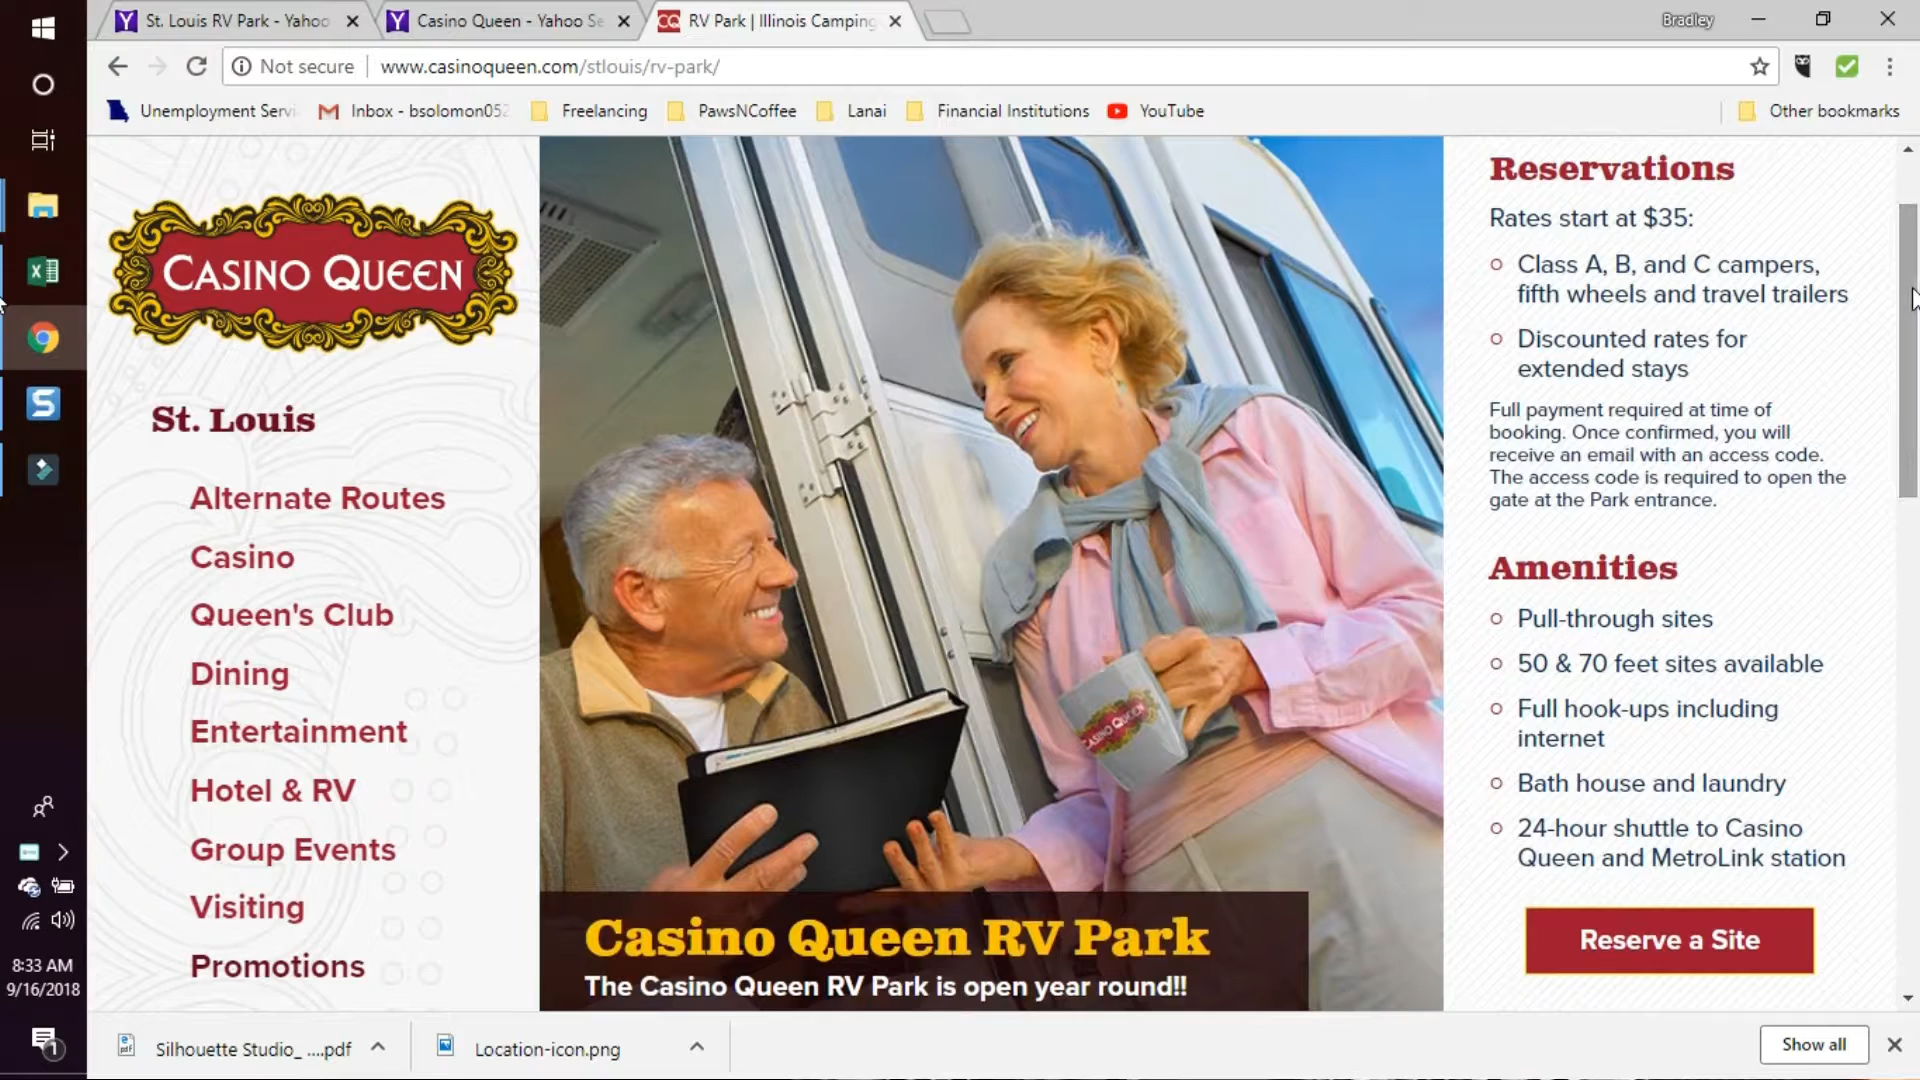 St. Louis RV Park - Yahoo
Casino Queen - Yahoo Se
RV Park | Illinois Camping
Bradley
Not secure
www.casinoqueen.com/stlouis/rv-park/
Unemployment Servi
Inbox - bsolomon052
Freelancing
PawsNCoffee
Lanai
Financial Institutions
YouTube
Other bookmarks
CASINO QUEEN
St. Louis
Alternate Routes
Casino
Queen's Club
Dining
Entertainment
Hotel & RV
Group Events
Visiting
Promotions
CASINO QUEEN
Casino Queen RV Park
The Casino Queen RV Park is open year round!!
Reservations
Rates start at $35:
Class A, B, and C campers,
fifth wheels and travel trailers
Discounted rates for
extended stays
Full payment required at time of
booking. Once confirmed, you will
receive an email with an access code.
The access code is required to open the
gate at the Park entrance.
Amenities
Pull-through sites
50 & 70 feet sites available
Full hook-ups including
internet
Bath house and laundry
24-hour shuttle to Casino
Queen and MetroLink station
Reserve a Site
8:33 AM
9/16/2018
1
Silhouette Studio_ ....pdf
Location-icon.png
Show all